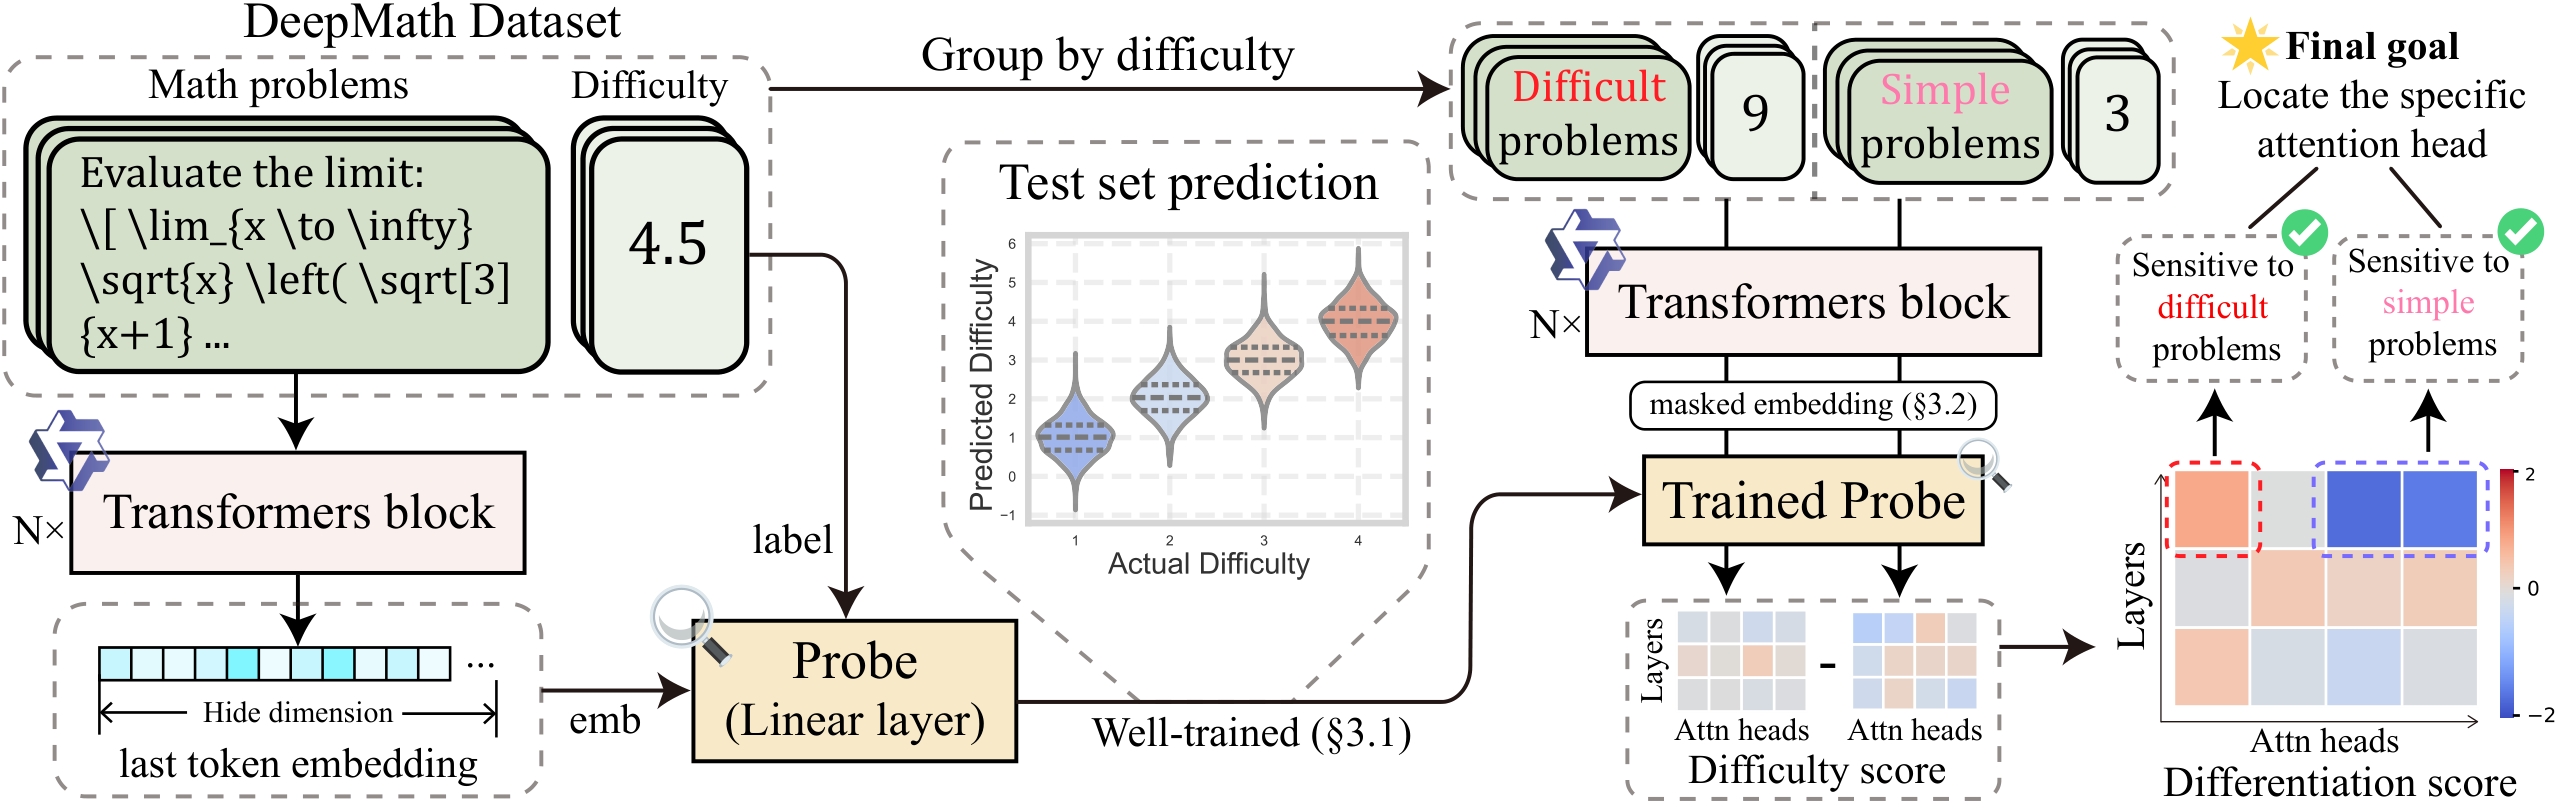 DeepMath Dataset
Math problems
Difficulty
Evaluate the limit:
\[ \lim_{x \to \infty}
\sqrt{x} \left( \sqrt[3]
{x+1} ...
4.5
N×
Transformers block
...
Hide dimension
last token embedding
emb
label
Probe
(Linear layer)
Group by difficulty
Test set prediction
Predicted Difficulty
6
5
4
3
2
1
0
−1
1
2
3
4
Actual Difficulty
Well-trained (§3.1)
Difficult
problems
9
Simple
problems
3
N×
Transformers block
masked embedding (§3.2)
Trained Probe
Layers
-
Attn heads
Attn heads
Difficulty score
Final goal
Locate the specific
attention head
Sensitive to
difficult
problems
Sensitive to
simple
problems
Layers
2
0
−2
Attn heads
Differentiation score